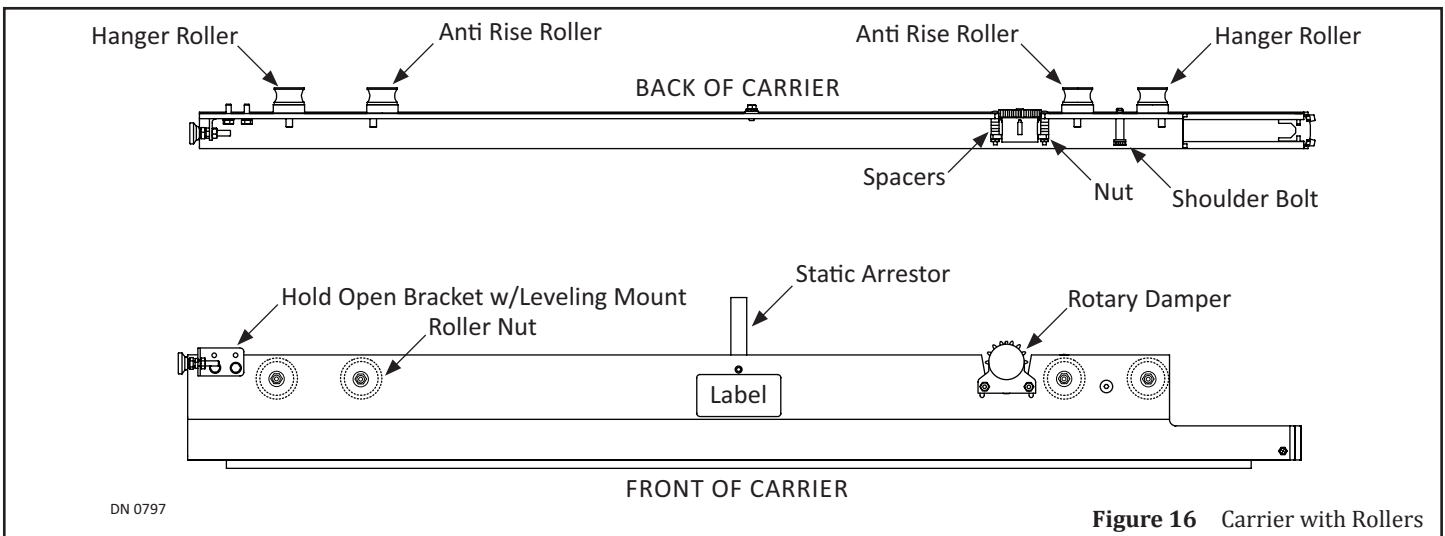 Hanger Roller
Anti Rise Roller
Anti Rise Roller
Hanger Roller
BACK OF CARRIER
Spacers
Nut
Shoulder Bolt
Static Arrestor
Hold Open Bracket w/Leveling Mount
Rotary Damper
Roller Nut
Label
FRONT OF CARRIER
DN 0797
Figure 16 Carrier with Rollers